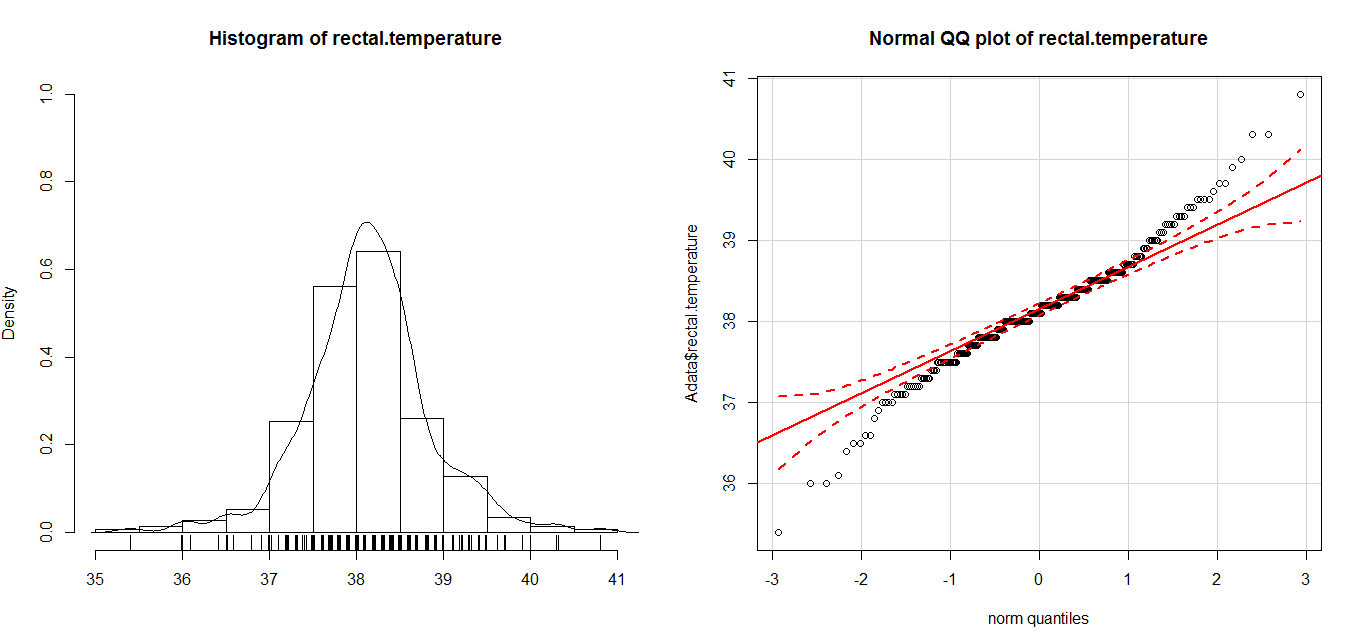 Histogram of rectal.temperature
Density
0.0 0.2 0.4 0.6 0.8 1.0
35 36 37 38 39 40 41
Normal QQ plot of rectal.temperature
Adata$rectal.temperature
36 37 38 39 40 41
-3 -2 -1 0 1 2 3
norm quantiles